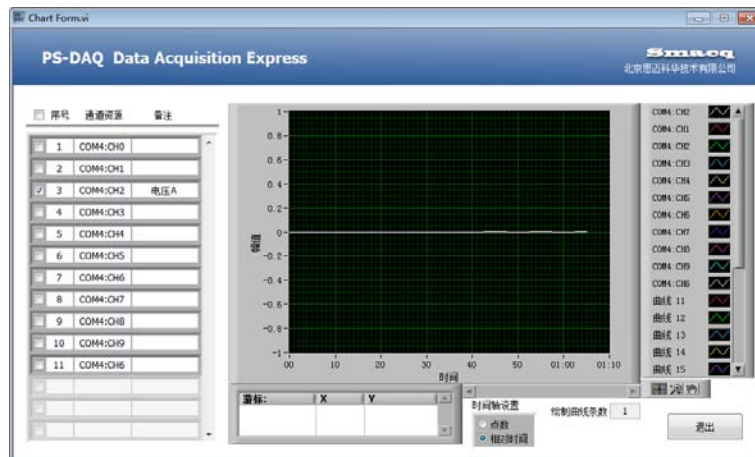 Chart Form.vi
PS-DAQ Data Acquisition Express
Smacq
北京思迈科华技术有限公司
序号 通道资源 备注
1 COM4:CH0
2 COM4:CH1
3 COM4:CH2 电压A
4 COM4:CH3
5 COM4:CH4
6 COM4:CH5
7 COM4:CH6
8 COM4:CH7
9 COM4:CH8
10 COM4:CH9
11 COM4:CH6
幅值
1
0.8
0.6
0.4
0.2
0
-0.2
-0.4
-0.6
-0.8
-1
00 10 20 30 40 50 01:00 01:10
时间
COM4:CH2
COM4:CH1
COM4:CH2
COM4:CH3
COM4:CH4
COM4:CH5
COM4:CH6
COM4:CH7
COM4:CH8
COM4:CH9
COM4:CH6
曲线 11
曲线 12
曲线 13
曲线 14
曲线 15
游标: X Y
时间轴设置
点数
相对时间
绘制曲线条数 1
退出